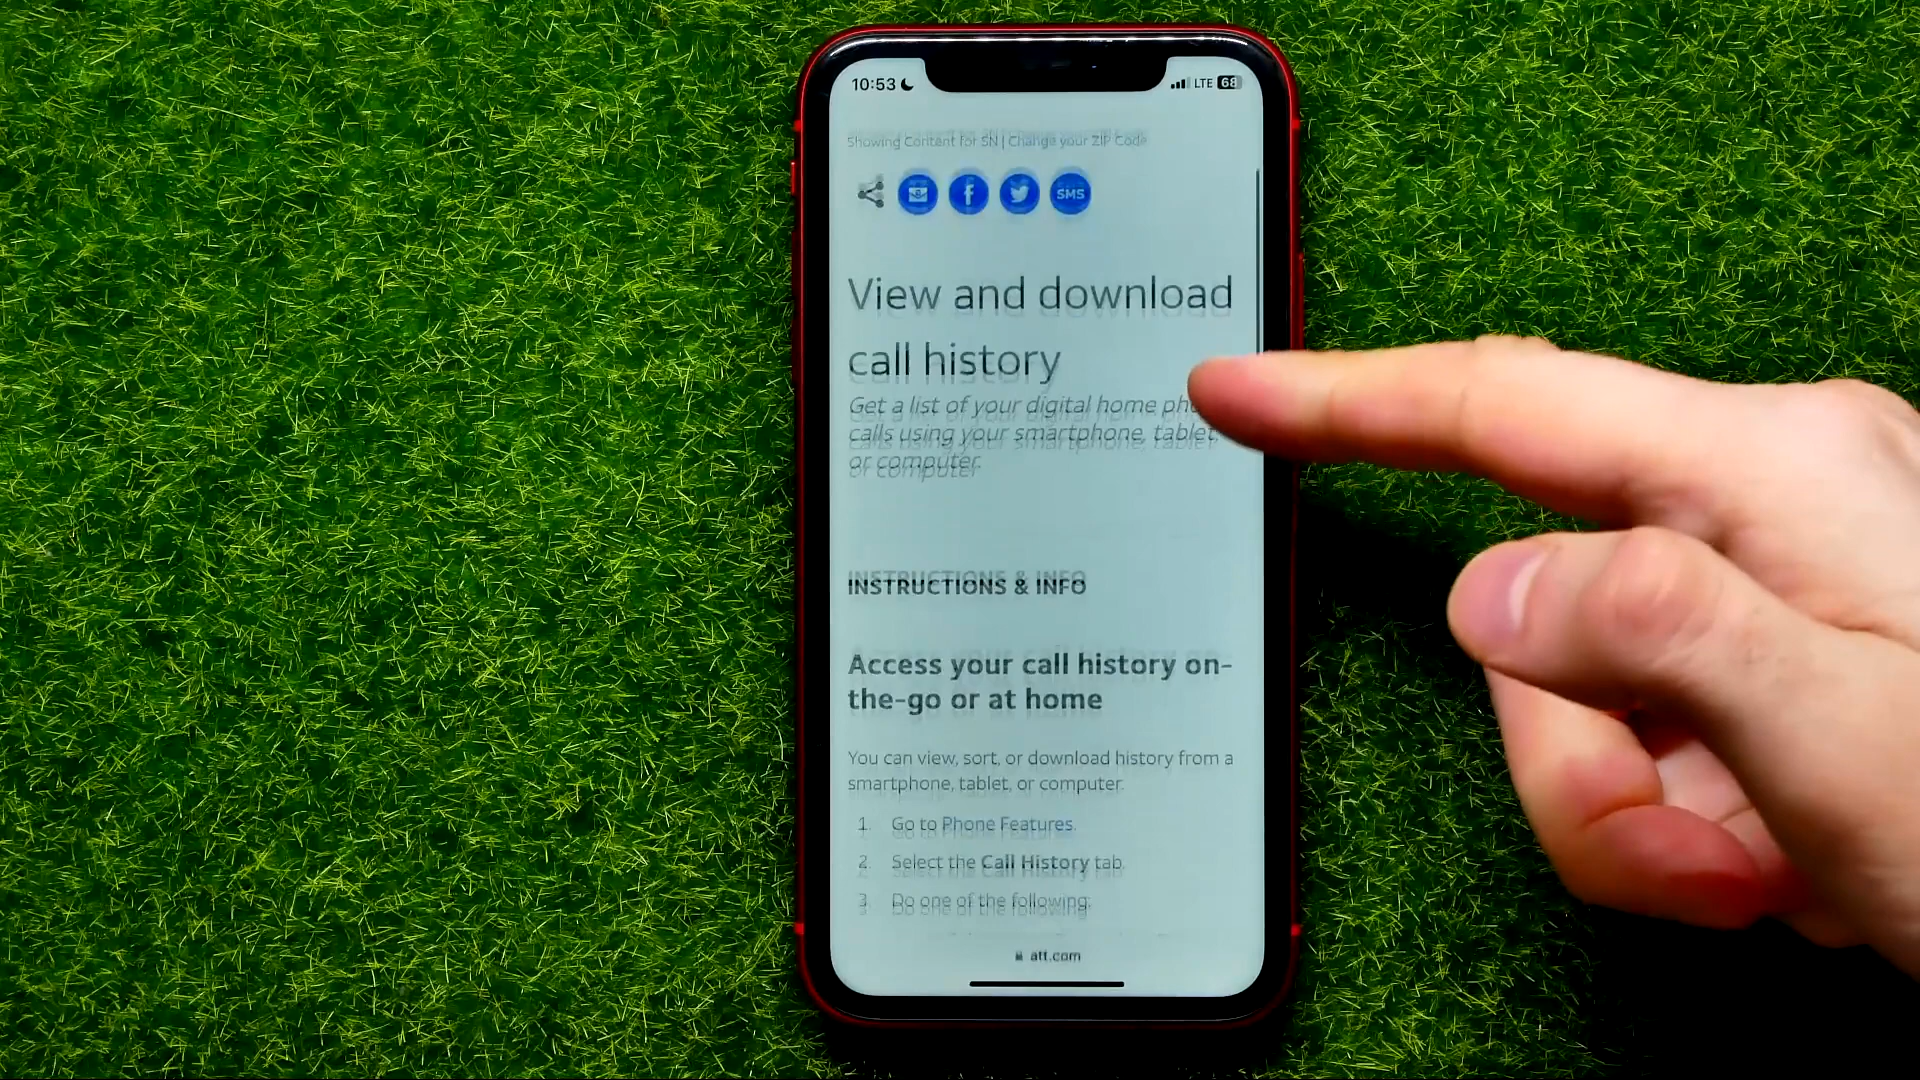 10:53 LTE 68
Showing Content for SN | Change your ZIP Code
f SMS
View and download
call history
Get a list of your digital home pho
calls using your smartphone, tablet,
or computer.
INSTRUCTIONS & INFO
Access your call history on-
the-go or at home
You can view, sort, or download history from a
smartphone, tablet, or computer.
1. Go to Phone Features.
2. Select the Call History tab.
3. Do one of the following:
att.com